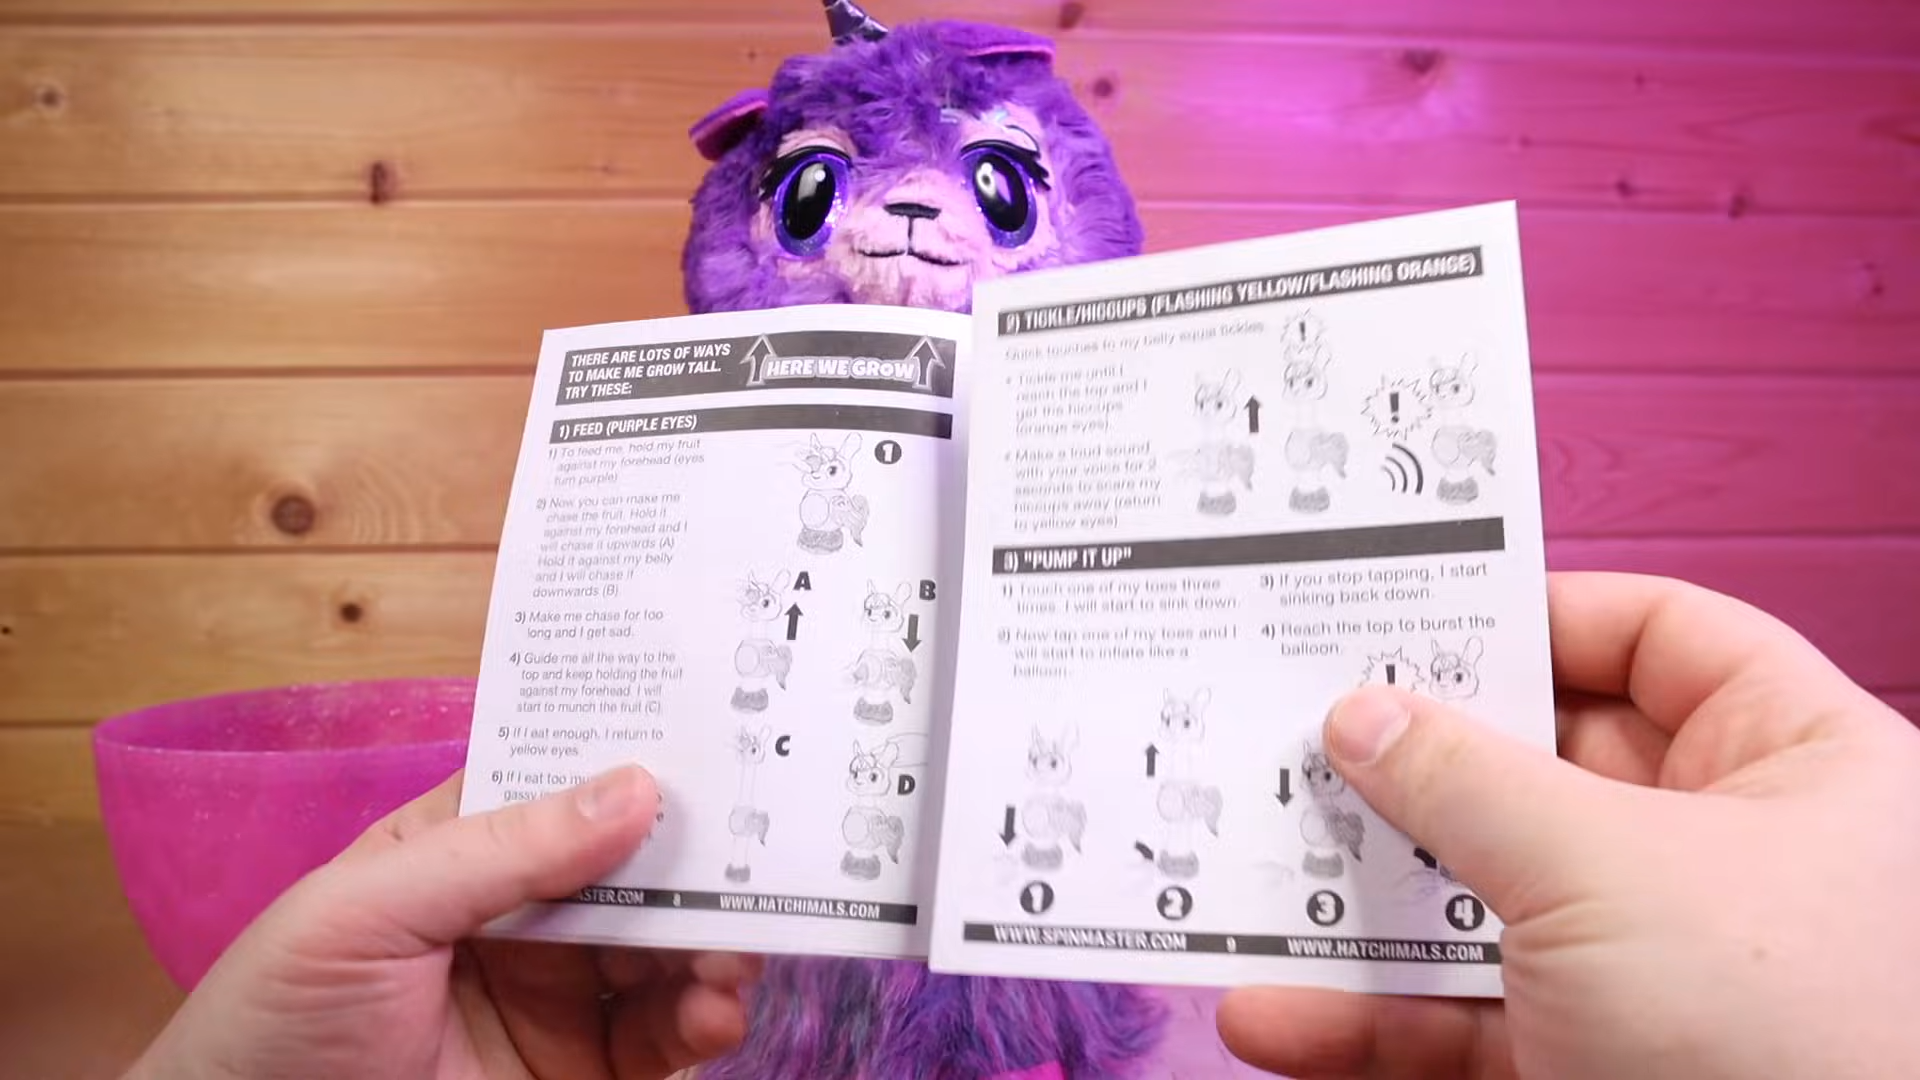 THERE ARE LOTS OF WAYS
TO MAKE ME GROW TALL.
TRY THESE:
HERE WE GROW
1) FEED (PURPLE EYES)
1) To feed me, hold my fruit
against my forehead (eyes
turn purple)
2) Now you can make me
chase the fruit. Hold it
against my forehead and I
will chase it upwards (A)
Hold it against my belly
and I will chase it
downwards (B)
3) Make me chase for too
long and I get sad.
4) Guide me all the way to the
top and keep holding the fruit
against my forehead. I will
start to munch the fruit (C)
5) If I eat enough, I return to
yellow eyes
6) If I eat too
gassy
1
A
B
C
D
ASTER.COM 8 WWW.HATCHIMALS.COM
2) TICKLE/HICCUPS (FLASHING YELLOW/FLASHING ORANGE)
Quick touches to my belly equal tickles
• Tickle me until I
reach the top and I
get the hiccups
(orange eyes)
• Make a loud sound
with your voice for 2
seconds to scare my
hiccups away (return
to yellow eyes)
!
!
3) "PUMP IT UP"
1) Touch one of my toes three
times. I will start to sink down.
2) Now tap one of my toes and I
will start to inflate like a
balloon.
3) If you stop tapping, I start
sinking back down.
4) Reach the top to burst the
balloon.
!
1
2
3
4
WWW.SPINMASTER.COM 9 WWW.HATCHIMALS.COM